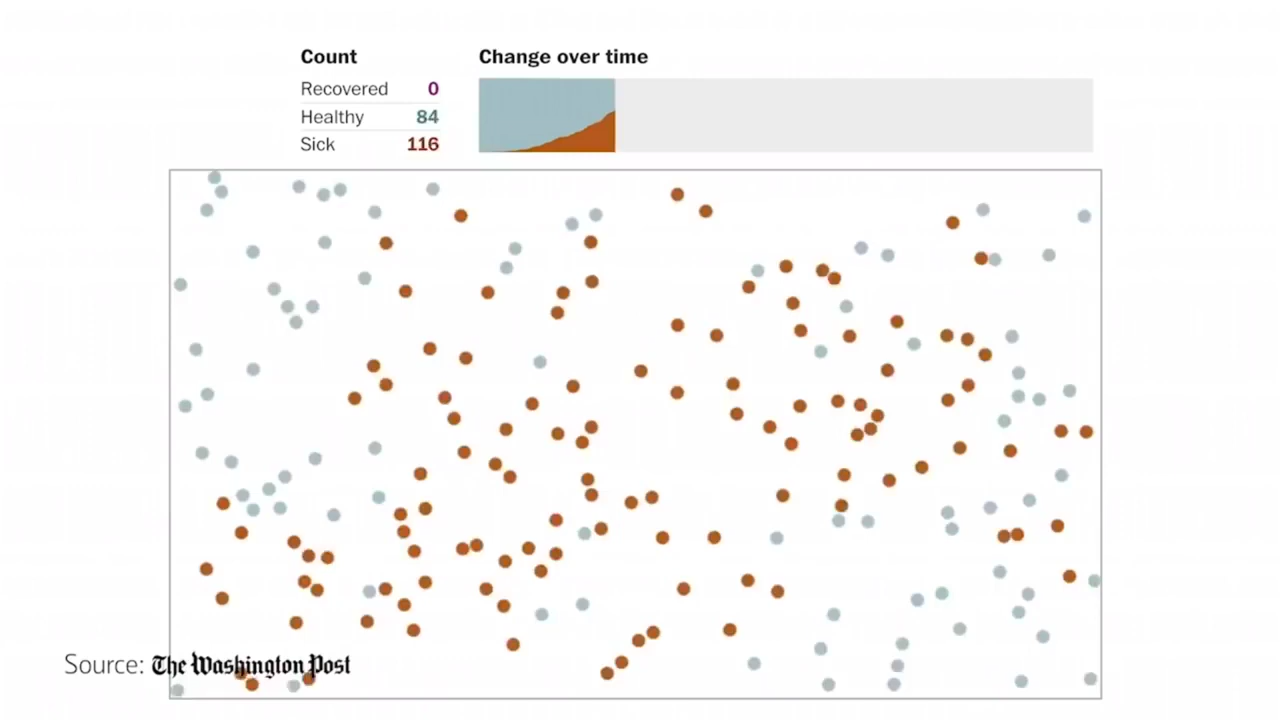 Count
Change over time
Recovered 0
Healthy 84
Sick 116
Source: The Washington Post